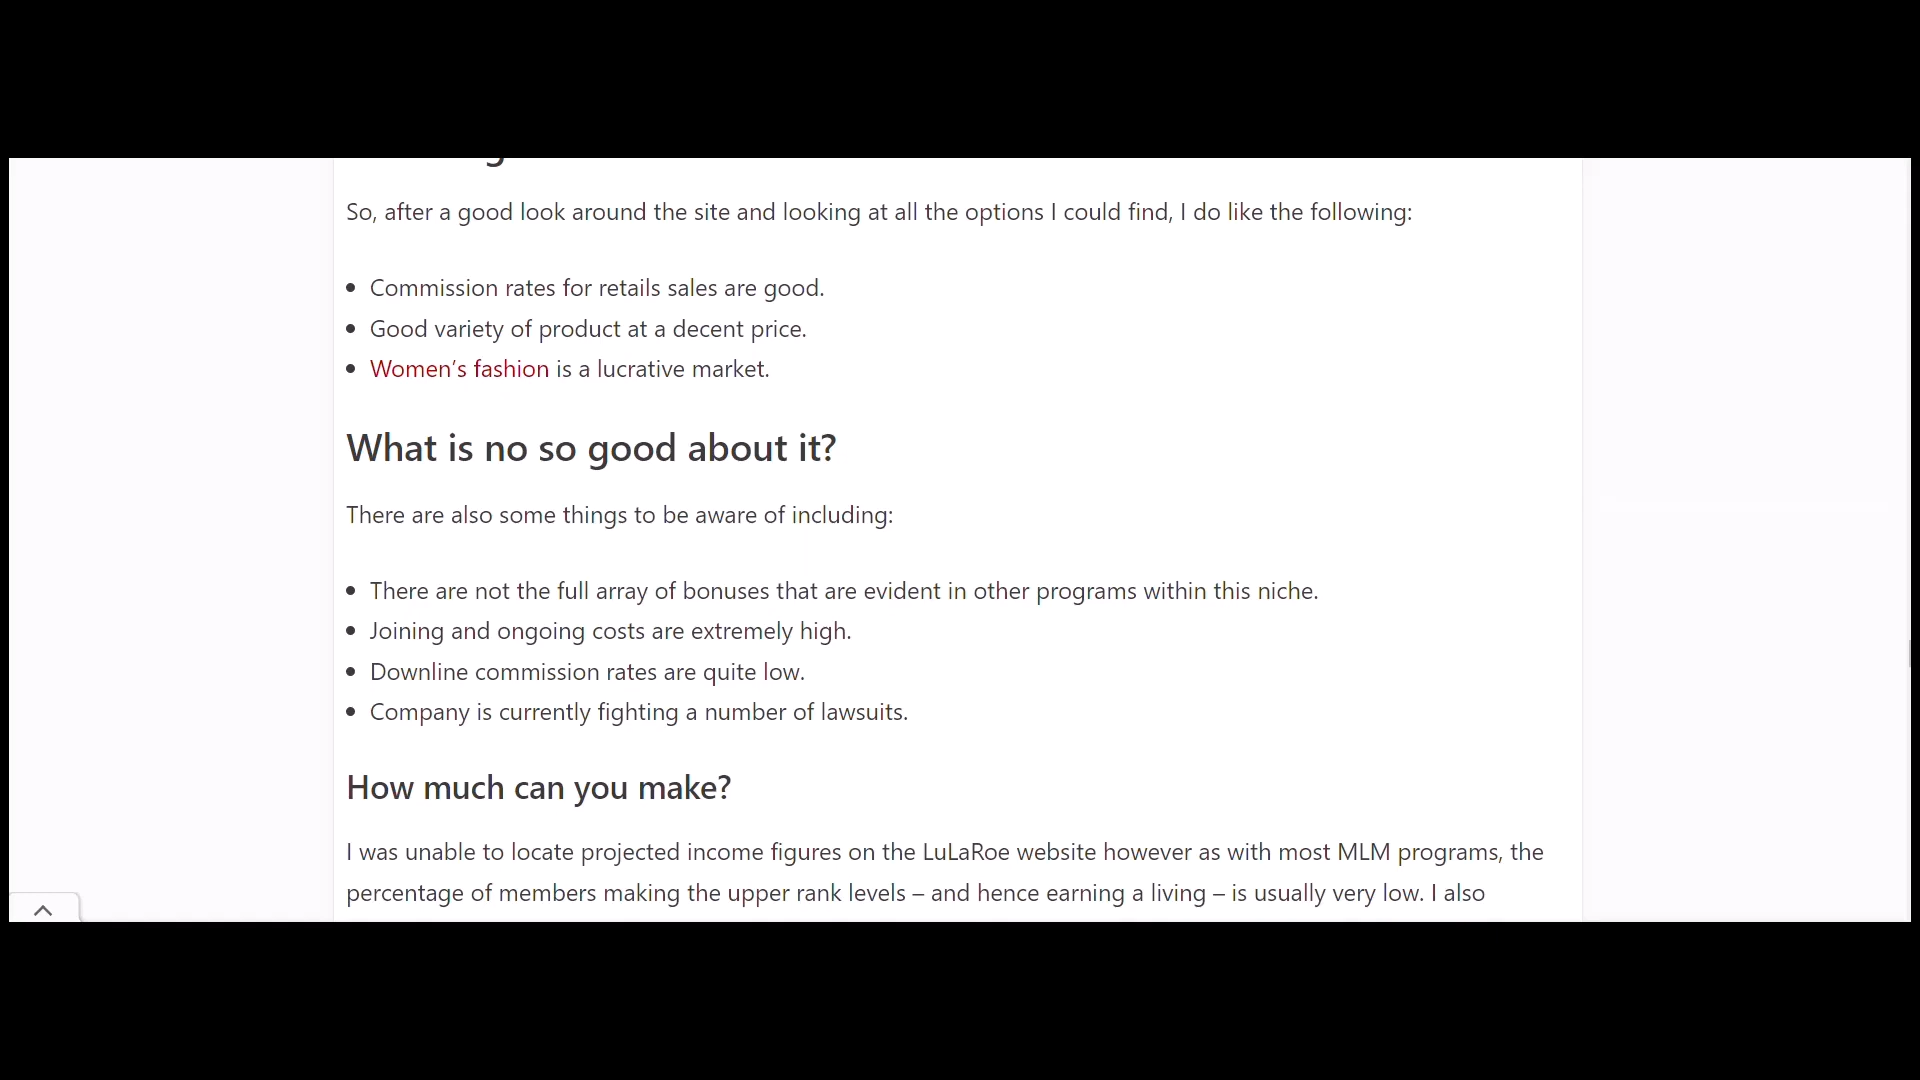 So, after a good look around the site and looking at all the options I could find, I do like the following:
Commission rates for retails sales are good.
Good variety of product at a decent price.
Women’s fashion is a lucrative market.
What is no so good about it?
There are also some things to be aware of including:
There are not the full array of bonuses that are evident in other programs within this niche.
Joining and ongoing costs are extremely high.
Downline commission rates are quite low.
Company is currently fighting a number of lawsuits.
How much can you make?
I was unable to locate projected income figures on the LuLaRoe website however as with most MLM programs, the
percentage of members making the upper rank levels – and hence earning a living – is usually very low. I also